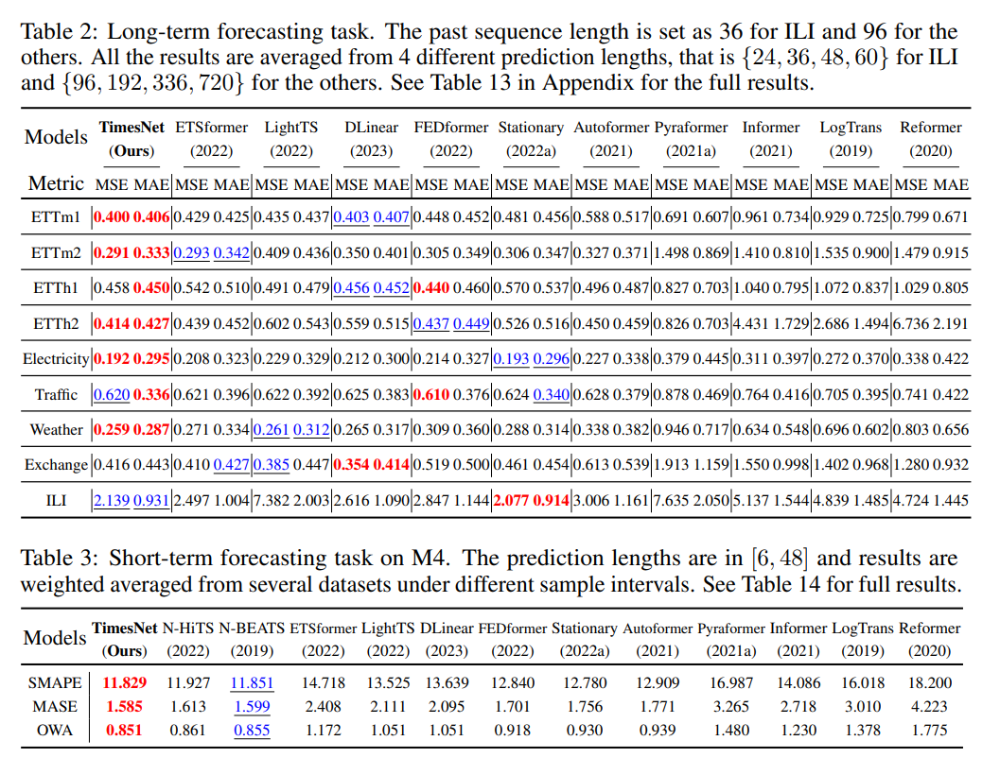 Table 2: Long-term forecasting task. The past sequence length is set as 36 for ILI and 96 for the
others. All the results are averaged from 4 different prediction lengths, that is {24, 36, 48, 60} for ILI
and {96, 192, 336, 720} for the others. See Table 13 in Appendix for the full results.
Models TimesNet ETSformer LightTS DLinear FEDformer Stationary Autoformer Pyraformer Informer LogTrans Reformer
(Ours) (2022) (2022) (2023) (2022) (2022a) (2021) (2021a) (2021) (2019) (2020)
Metric MSE MAE MSE MAE MSE MAE MSE MAE MSE MAE MSE MAE MSE MAE MSE MAE MSE MAE MSE MAE MSE MAE
ETTm1 0.400 0.406 0.429 0.425 0.435 0.437 0.403 0.407 0.448 0.452 0.481 0.456 0.588 0.517 0.691 0.607 0.961 0.734 0.929 0.725 0.799 0.671
ETTm2 0.291 0.333 0.293 0.342 0.409 0.436 0.350 0.401 0.305 0.349 0.306 0.347 0.327 0.371 1.498 0.869 1.410 0.810 1.535 0.900 1.479 0.915
ETTh1 0.458 0.450 0.542 0.510 0.491 0.479 0.456 0.452 0.440 0.460 0.570 0.537 0.496 0.487 0.827 0.703 1.040 0.795 1.072 0.837 1.029 0.805
ETTh2 0.414 0.427 0.439 0.452 0.602 0.543 0.559 0.515 0.437 0.449 0.526 0.516 0.450 0.459 0.826 0.703 4.431 1.729 2.686 1.494 6.736 2.191
Electricity 0.192 0.295 0.208 0.323 0.229 0.329 0.212 0.300 0.214 0.327 0.193 0.296 0.227 0.338 0.379 0.445 0.311 0.397 0.272 0.370 0.338 0.422
Traffic 0.620 0.336 0.621 0.396 0.622 0.392 0.625 0.383 0.610 0.376 0.624 0.340 0.628 0.379 0.878 0.469 0.764 0.416 0.705 0.395 0.741 0.422
Weather 0.259 0.287 0.271 0.334 0.261 0.312 0.265 0.317 0.309 0.360 0.288 0.314 0.338 0.382 0.946 0.717 0.634 0.548 0.696 0.602 0.803 0.656
Exchange 0.416 0.443 0.410 0.427 0.385 0.447 0.354 0.414 0.519 0.500 0.461 0.454 0.613 0.539 1.913 1.159 1.550 0.998 1.402 0.968 1.280 0.932
ILI 2.139 0.931 2.497 1.004 7.382 2.003 2.616 1.090 2.847 1.144 2.077 0.914 3.006 1.161 7.635 2.050 5.137 1.544 4.839 1.485 4.724 1.445
Table 3: Short-term forecasting task on M4. The prediction lengths are in [6, 48] and results are
weighted averaged from several datasets under different sample intervals. See Table 14 for full results.
Models TimesNet N-HiTS N-BEATS ETSformer LightTS DLinear FEDformer Stationary Autoformer Pyraformer Informer LogTrans Reformer
(Ours) (2022) (2019) (2022) (2022) (2023) (2022) (2022a) (2021) (2021a) (2021) (2019) (2020)
SMAPE 11.829 11.927 11.851 14.718 13.525 13.639 12.840 12.780 12.909 16.987 14.086 16.018 18.200
MASE 1.585 1.613 1.599 2.408 2.111 2.095 1.701 1.756 1.771 3.265 2.718 3.010 4.223
OWA 0.851 0.861 0.855 1.172 1.051 1.051 0.918 0.930 0.939 1.480 1.230 1.378 1.775